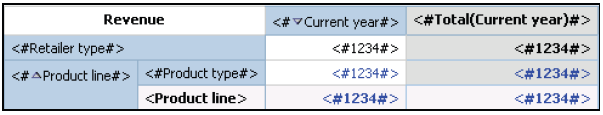 Revenue <#▽Current year#> <#Total(Current year)#>
<#Retailer type#> <#1234#> <#1234#>
<#△Product line#> <#Product type#> <#1234#> <#1234#>
<Product line> <#1234#> <#1234#>